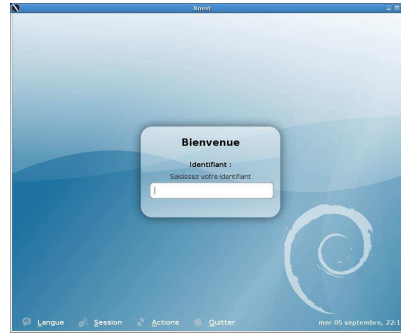 Xnest
Bienvenue
Identifiant :
Saisissez votre identifiant
Langue Session Actions Quitter
mer 05 septembre, 22:1